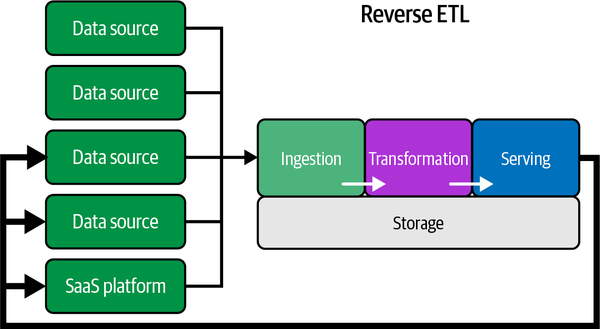 Reverse ETL
Data source
Data source
Data source
Data source
SaaS platform
Ingestion
Transformation
Serving
Storage